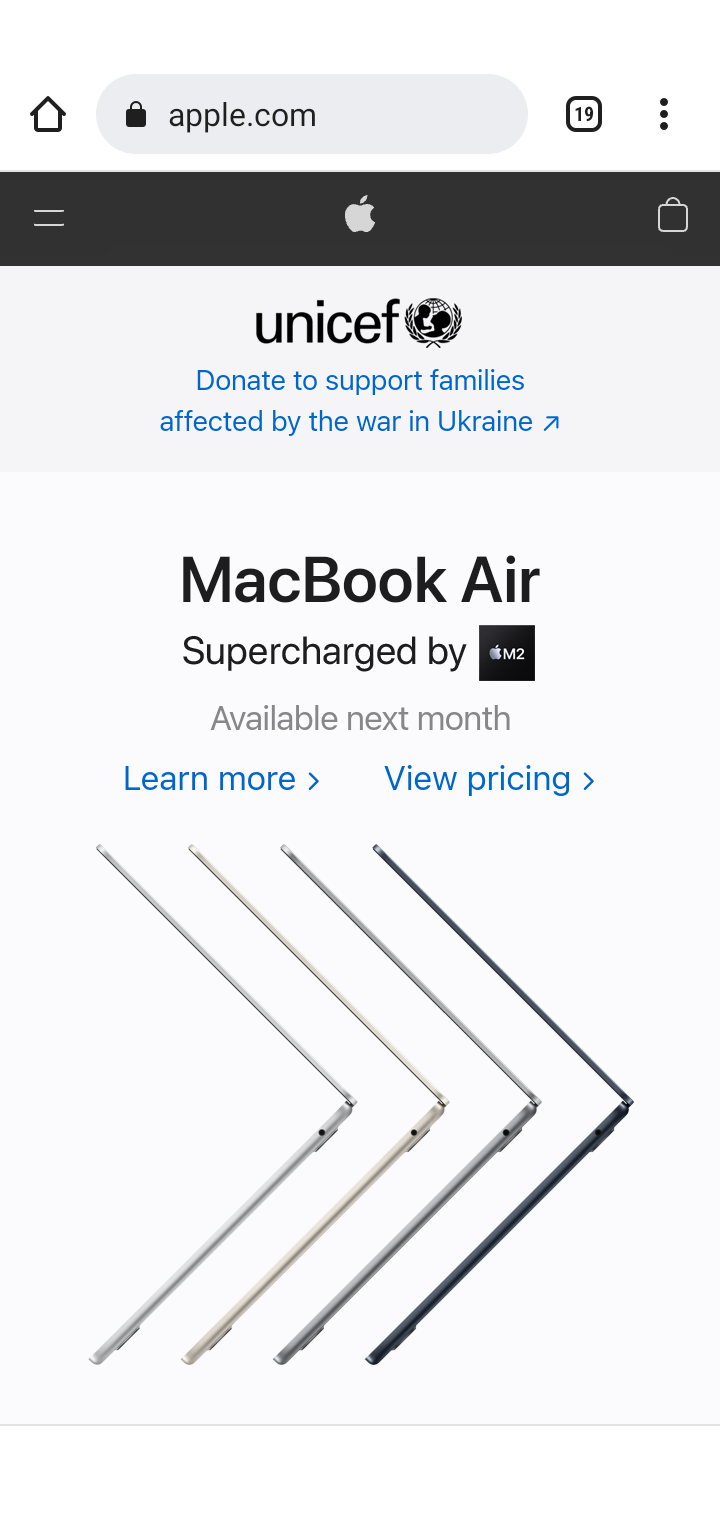 apple.com
19
unicef
Donate to support families
affected by the war in Ukraine
MacBook Air
Supercharged by M2
Available next month
Learn more
View pricing